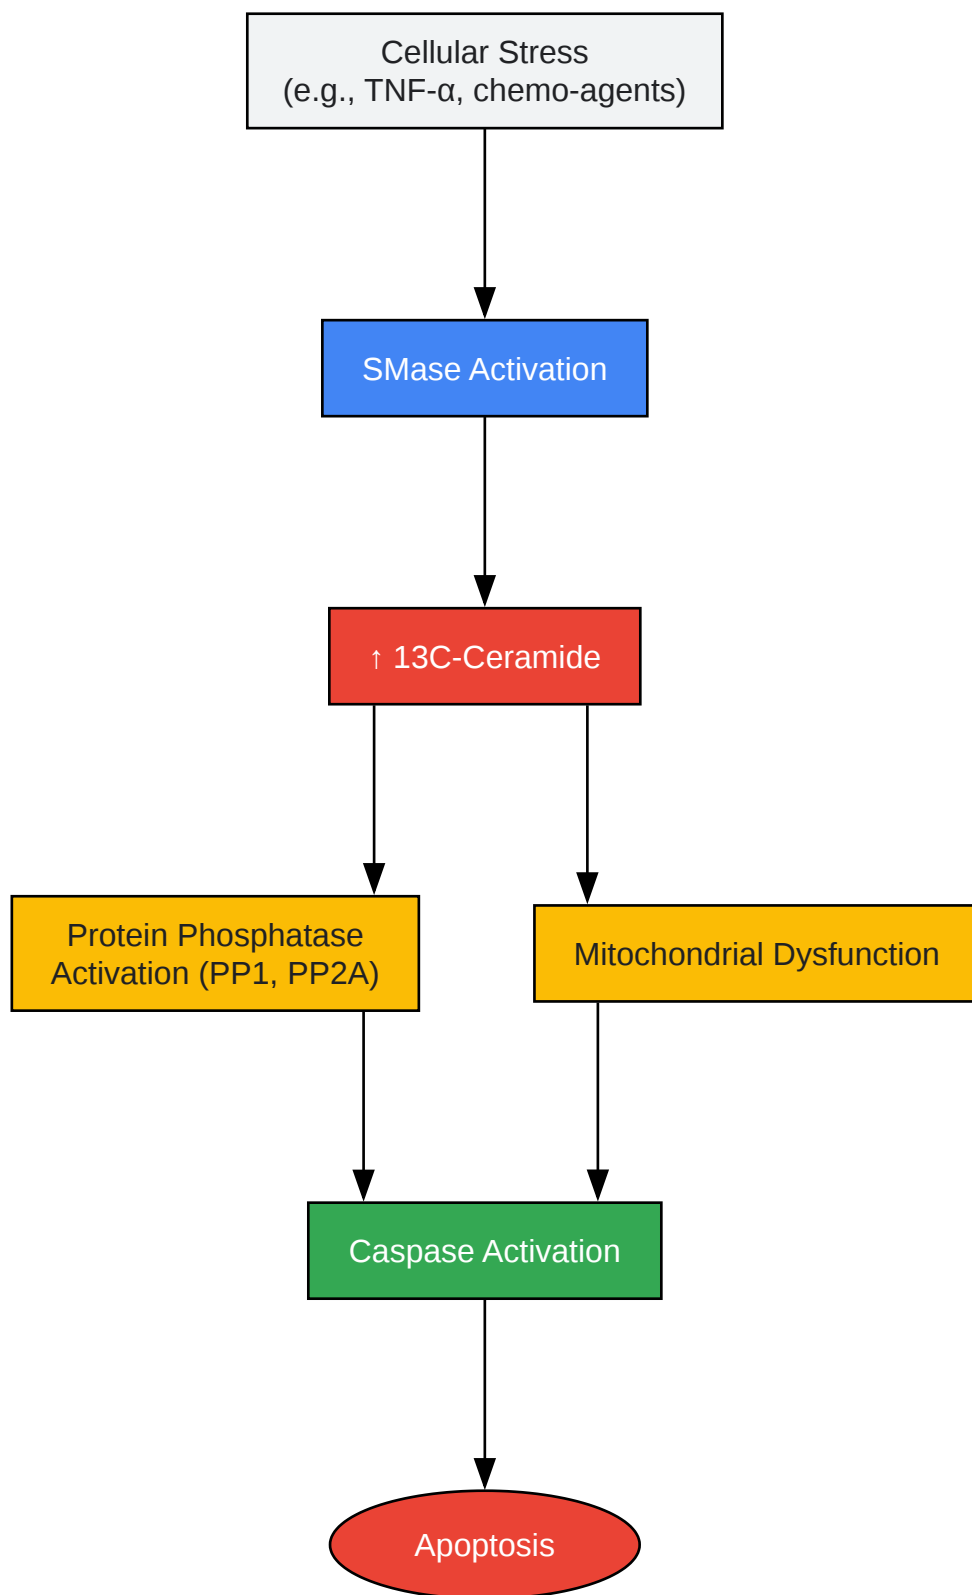 Cellular Stress
(e.g., TNF-α, chemo-agents)
SMase Activation
↑ 13C-Ceramide
Protein Phosphatase
Activation (PP1, PP2A)
Mitochondrial Dysfunction
Caspase Activation
Apoptosis